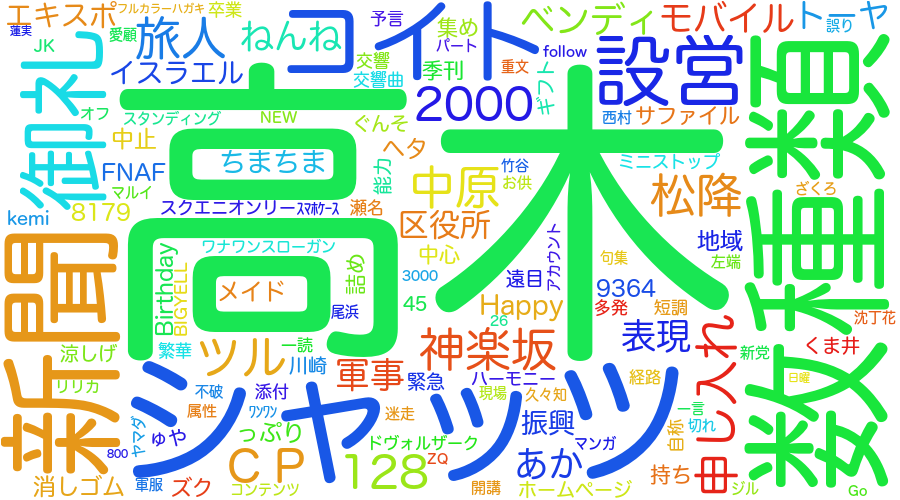 エキスポ
フルカラーハガキ
卒業
蓮実
JK
愛顧
旅人
ねんね
コイト
予言
集め
パート
ベンディ
モバイル
トーヤ
誤り
follow
イスラエル
交響
交響曲
季刊
重文
ギフト
設営
御礼
オフ
スタンディング
NEW
2000
西村
サファイル
中止
ぐんそ
ヘタ
種類
数
FNAF
ちまちま
能力
竹谷
ミニストップ
マルイ
中原
お供
松降
ざくろ
kemi
8179
スクエニオンリー
スマホケース
瀬名
区役所
高木
ワナワンスローガン
中心
アカウント
句集
地域
左端
新聞
Birthday
BIGYELL
詰め
3000
遠目
メイド
尾浜
45
Happy
9364
多発
短調
沈丁花
26
神楽坂
表現
申し入れ
くま井
涼しげ
繁華
ツル
一読
川崎
新党
リリカ
軍事
緊急
ハーモニー
経路
日曜
シャッツ
不破
添付
現場
久々知
属性
ワンワン
迷走
振興
一言
切れ
自称
ヤマダ
ゅや
っぷり
ドヴォルザーク
マンガ
800
ZQ
あか
持ち
消しゴム
軍服
ズク
CP
コンテンツ
128
開講
ホームページ
ジル
Go